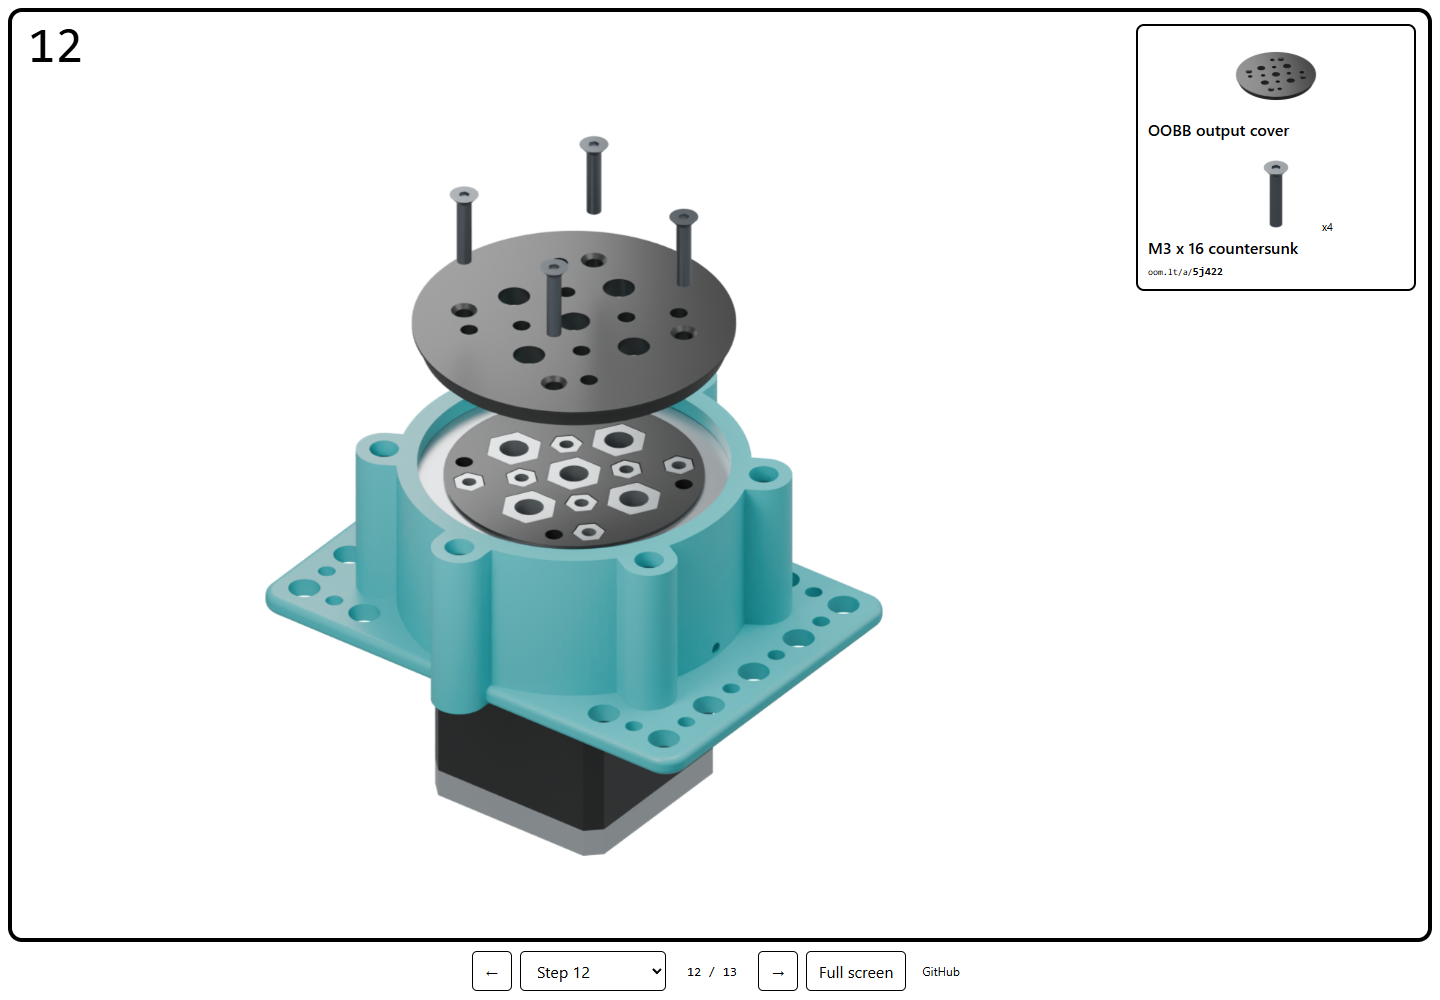 12
OOBB output cover
x4
M3 x 16 countersunk
oom.lt/a/5j422
←
Step 12
12 / 13
→
Full screen
GitHub